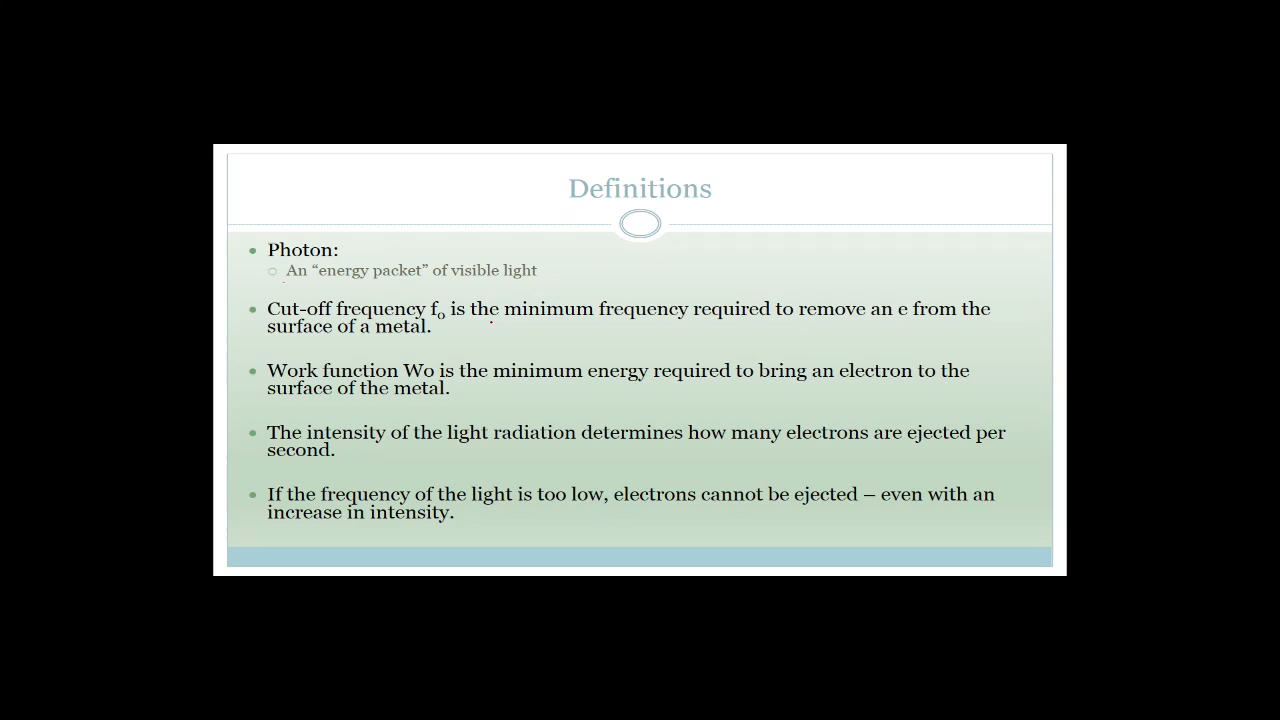 Definitions
Photon:
An “energy packet” of visible light
Cut-off frequency fo is the minimum frequency required to remove an e from the
surface of a metal.
Work function Wo is the minimum energy required to bring an electron to the
surface of the metal.
The intensity of the light radiation determines how many electrons are ejected per
second.
If the frequency of the light is too low, electrons cannot be ejected – even with an
increase in intensity.